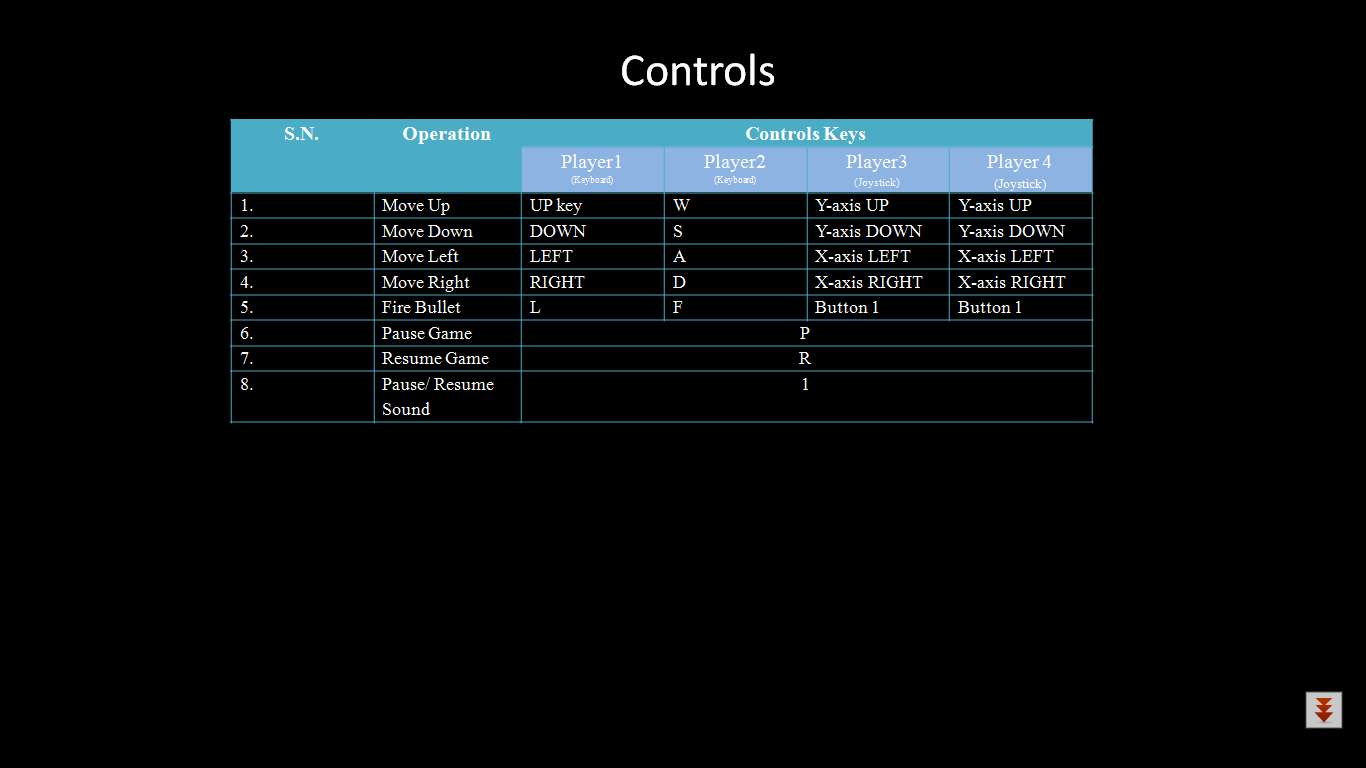 Controls
S.N. Operation Controls Keys
Player1 Player2 Player3 Player 4
(Keyboard) (Keyboard) (Joystick) (Joystick)
1. Move Up UP key W Y-axis UP Y-axis UP
2. Move Down DOWN S Y-axis DOWN Y-axis DOWN
3. Move Left LEFT A X-axis LEFT X-axis LEFT
4. Move Right RIGHT D X-axis RIGHT X-axis RIGHT
5. Fire Bullet L F Button 1 Button 1
6. Pause Game P
7. Resume Game R
8. Pause/ Resume 1
Sound